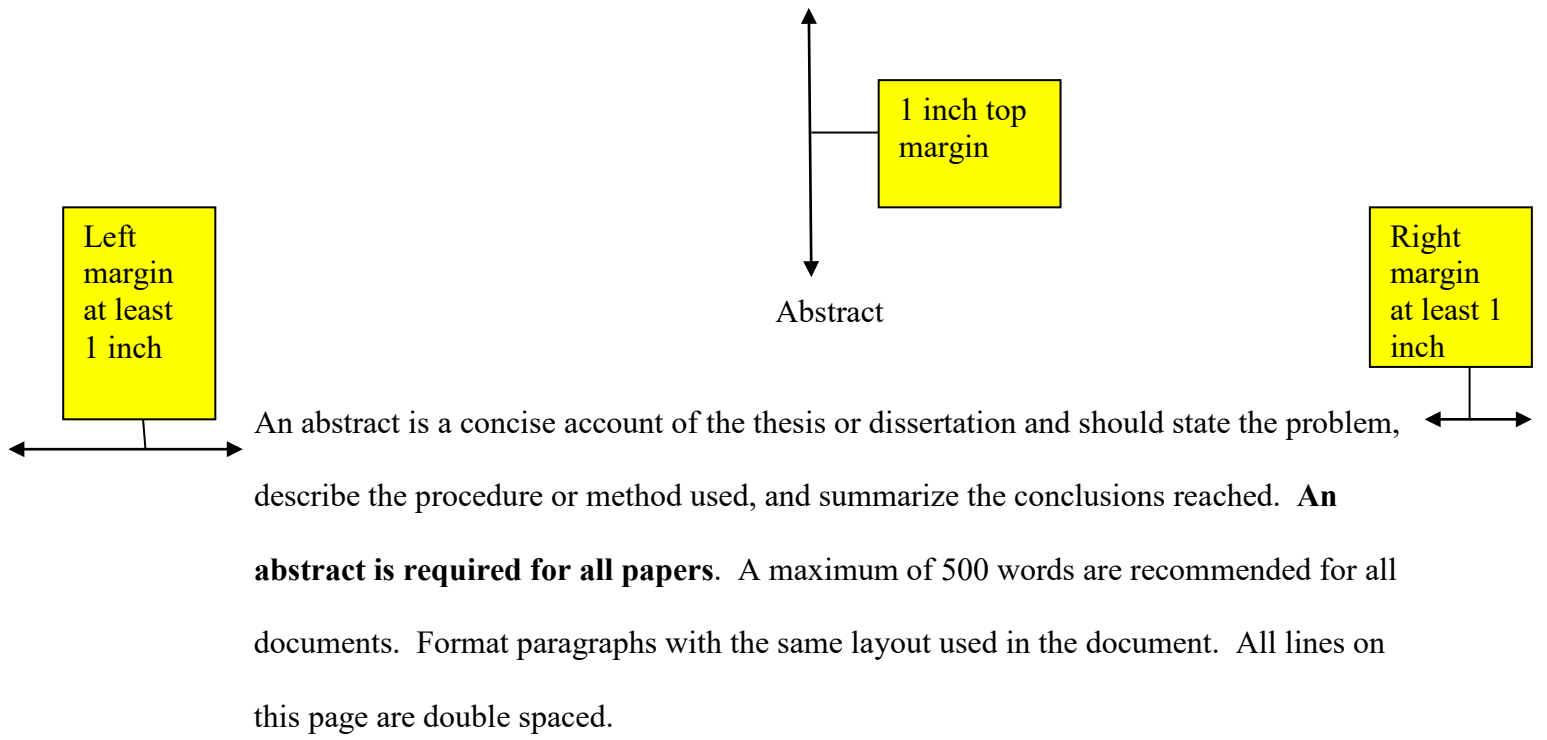 1 inch top
margin
Left
margin
at least
1 inch
Right
margin
at least 1
inch
Abstract
An abstract is a concise account of the thesis or dissertation and should state the problem,
describe the procedure or method used, and summarize the conclusions reached.  An
abstract is required for all papers.  A maximum of 500 words are recommended for all
documents.  Format paragraphs with the same layout used in the document.  All lines on
this page are double spaced.